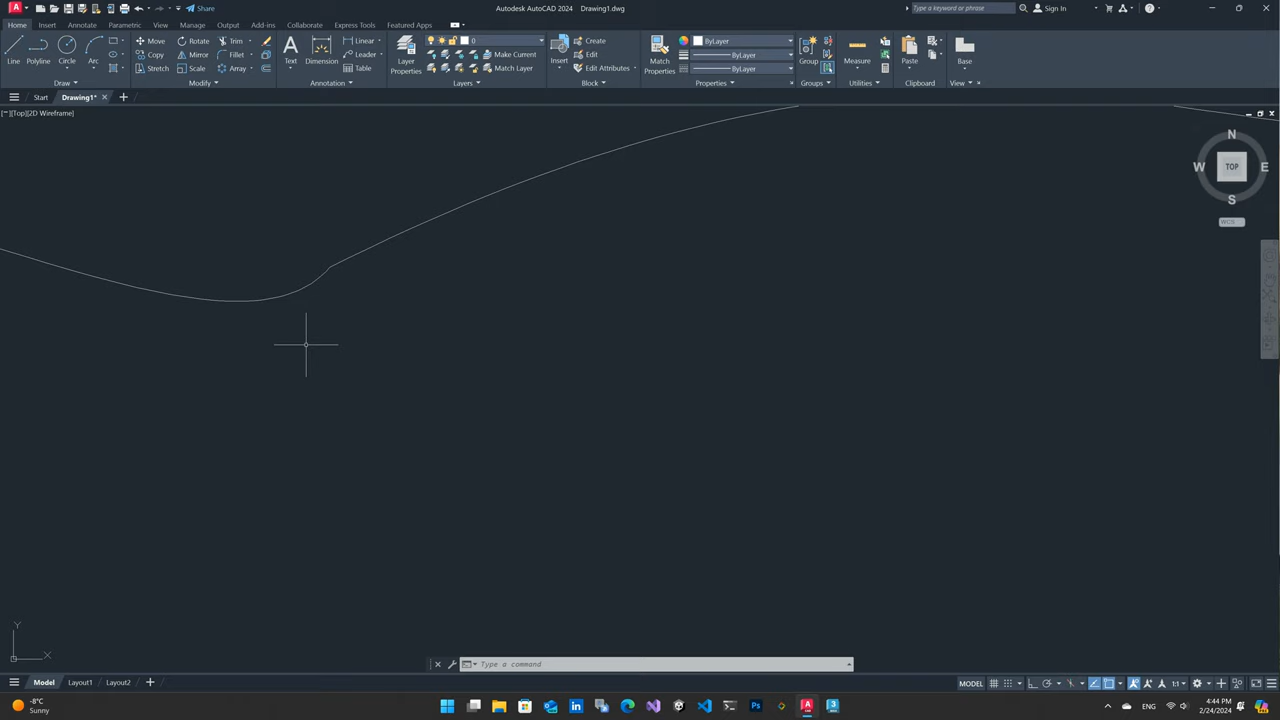 Share
Autodesk AutoCAD 2024 Drawing1.dwg
Type a keyword or phrase
Sign In
Home Insert Annotate Parametric View Manage Output Add-ins Collaborate Express Tools Featured Apps
Line
Polyline
Circle
Arc
Move
Copy
Stretch
Rotate
Mirror
Scale
Trim
Fillet
Array
A
Text
Dimension
Linear
Leader
Table
Layer
Properties
0
Make Current
Match Layer
Insert
Create
Edit
Edit Attributes
Match
Properties
ByLayer
ByLayer
ByLayer
Group
Measure
Paste
Base
Draw
Modify
Annotation
Layers
Block
Properties
Groups
Utilities
Clipboard
View
Start
Drawing1*
[−][Top][2D Wireframe]
N
W
TOP
E
S
WCS
Y
X
Type a command
Model
Layout1
Layout2
MODEL
1:1
-8°C
Sunny
ENG
4:44 PM
2/24/2024